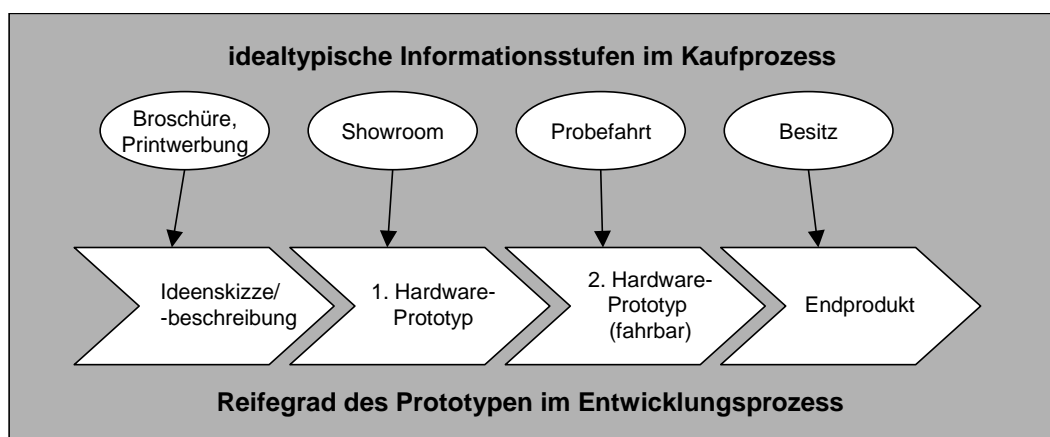 idealtypische Informationsstufen im Kaufprozess
Broschüre,
Printwerbung
Showroom
Probefahrt
Besitz
Ideenskizze/
-beschreibung
1. Hardware-
Prototyp
2. Hardware-
Prototyp
(fahrbar)
Endprodukt
Reifegrad des Prototypen im Entwicklungsprozess